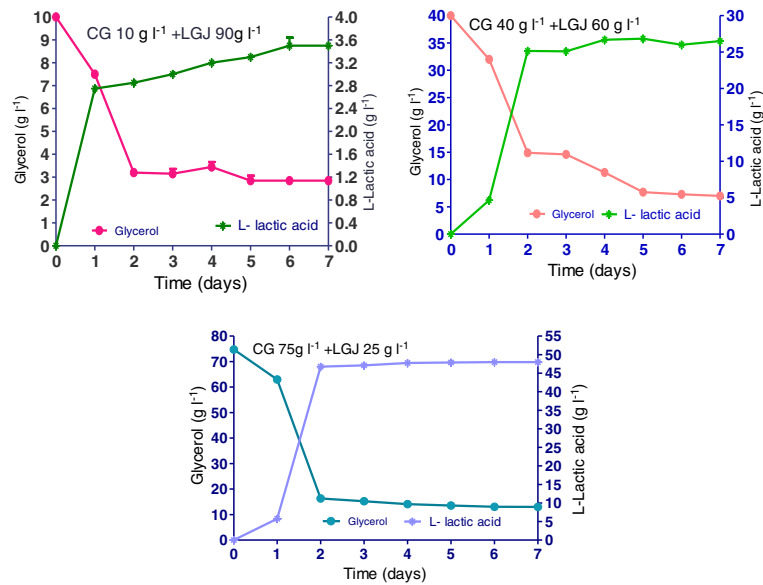 CG 10 g l⁻¹ +LGJ 90g l⁻¹
Glycerol (g l⁻¹)
10
9
8
7
6
5
4
3
2
1
0
4.0
3.6
3.2
2.8
2.4
2.0
1.6
1.2
0.8
0.4
0.0
L-Lactic acid (g l⁻¹)
Glycerol
L- lactic acid
0 1 2 3 4 5 6 7
Time (days)
CG 40 g l⁻¹ +LGJ 60 g l⁻¹
Glycerol (g l⁻¹)
40
35
30
25
20
15
10
5
0
30
25
20
15
10
5
0
L-Lactic acid (g l⁻¹)
Glycerol
L- lactic acid
0 1 2 3 4 5 6 7
Time (days)
CG 75g l⁻¹ +LGJ 25 g l⁻¹
Glycerol (g l⁻¹)
80
70
60
50
40
30
20
10
0
55
50
45
40
35
30
25
20
15
10
5
0
L-Lactic acid (g l⁻¹)
Glycerol
L- lactic acid
0 1 2 3 4 5 6 7
Time (days)